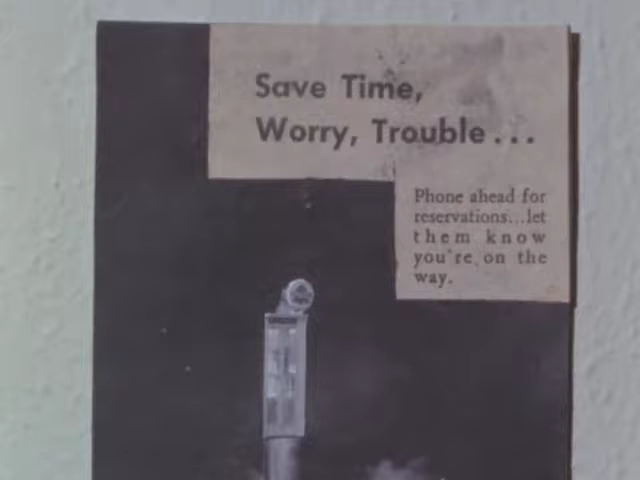 Save Time,
Worry, Trouble...
Phone ahead for
reservations...let
them know
you're on the
way.